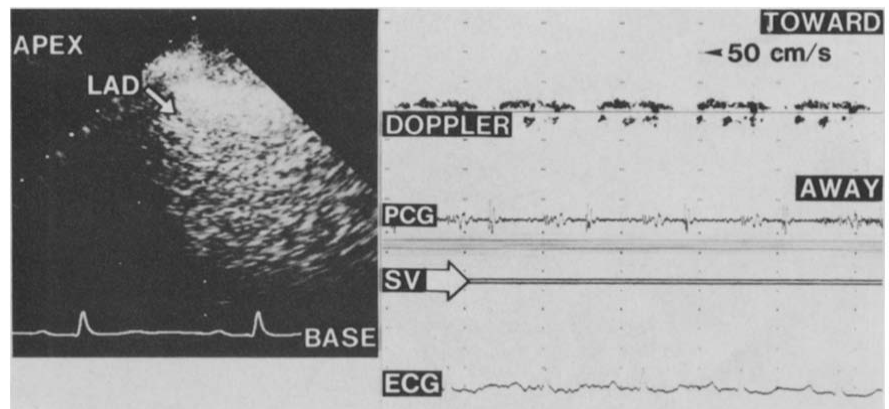 APEX
LAD
BASE
TOWARD
50 cm/s
DOPPLER
AWAY
PCG
SV
ECG